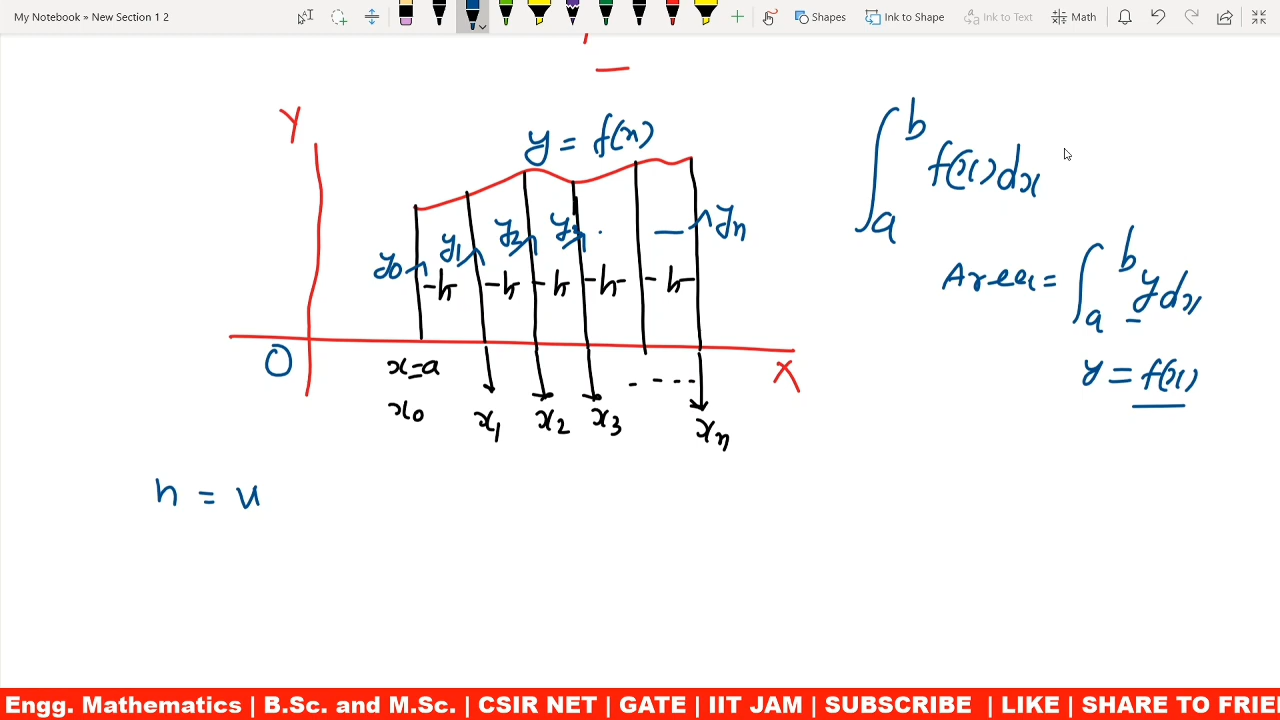 My Notebook » New Section 1 2
Shapes
Ink to Shape
Ink to Text
Math
Y
y = f(x)
y0 y1 y2 y3 . — yn
h h h h h
O
X
x=a
x0 x1 x2 x3 - - - - xn
∫_a^b f(x)dx
Area = ∫_a^b y dx
y = f(x)
n = u
Engg. Mathematics | B.Sc. and M.Sc. | CSIR NET | GATE | IIT JAM | SUBSCRIBE | LIKE | SHARE TO FRIE